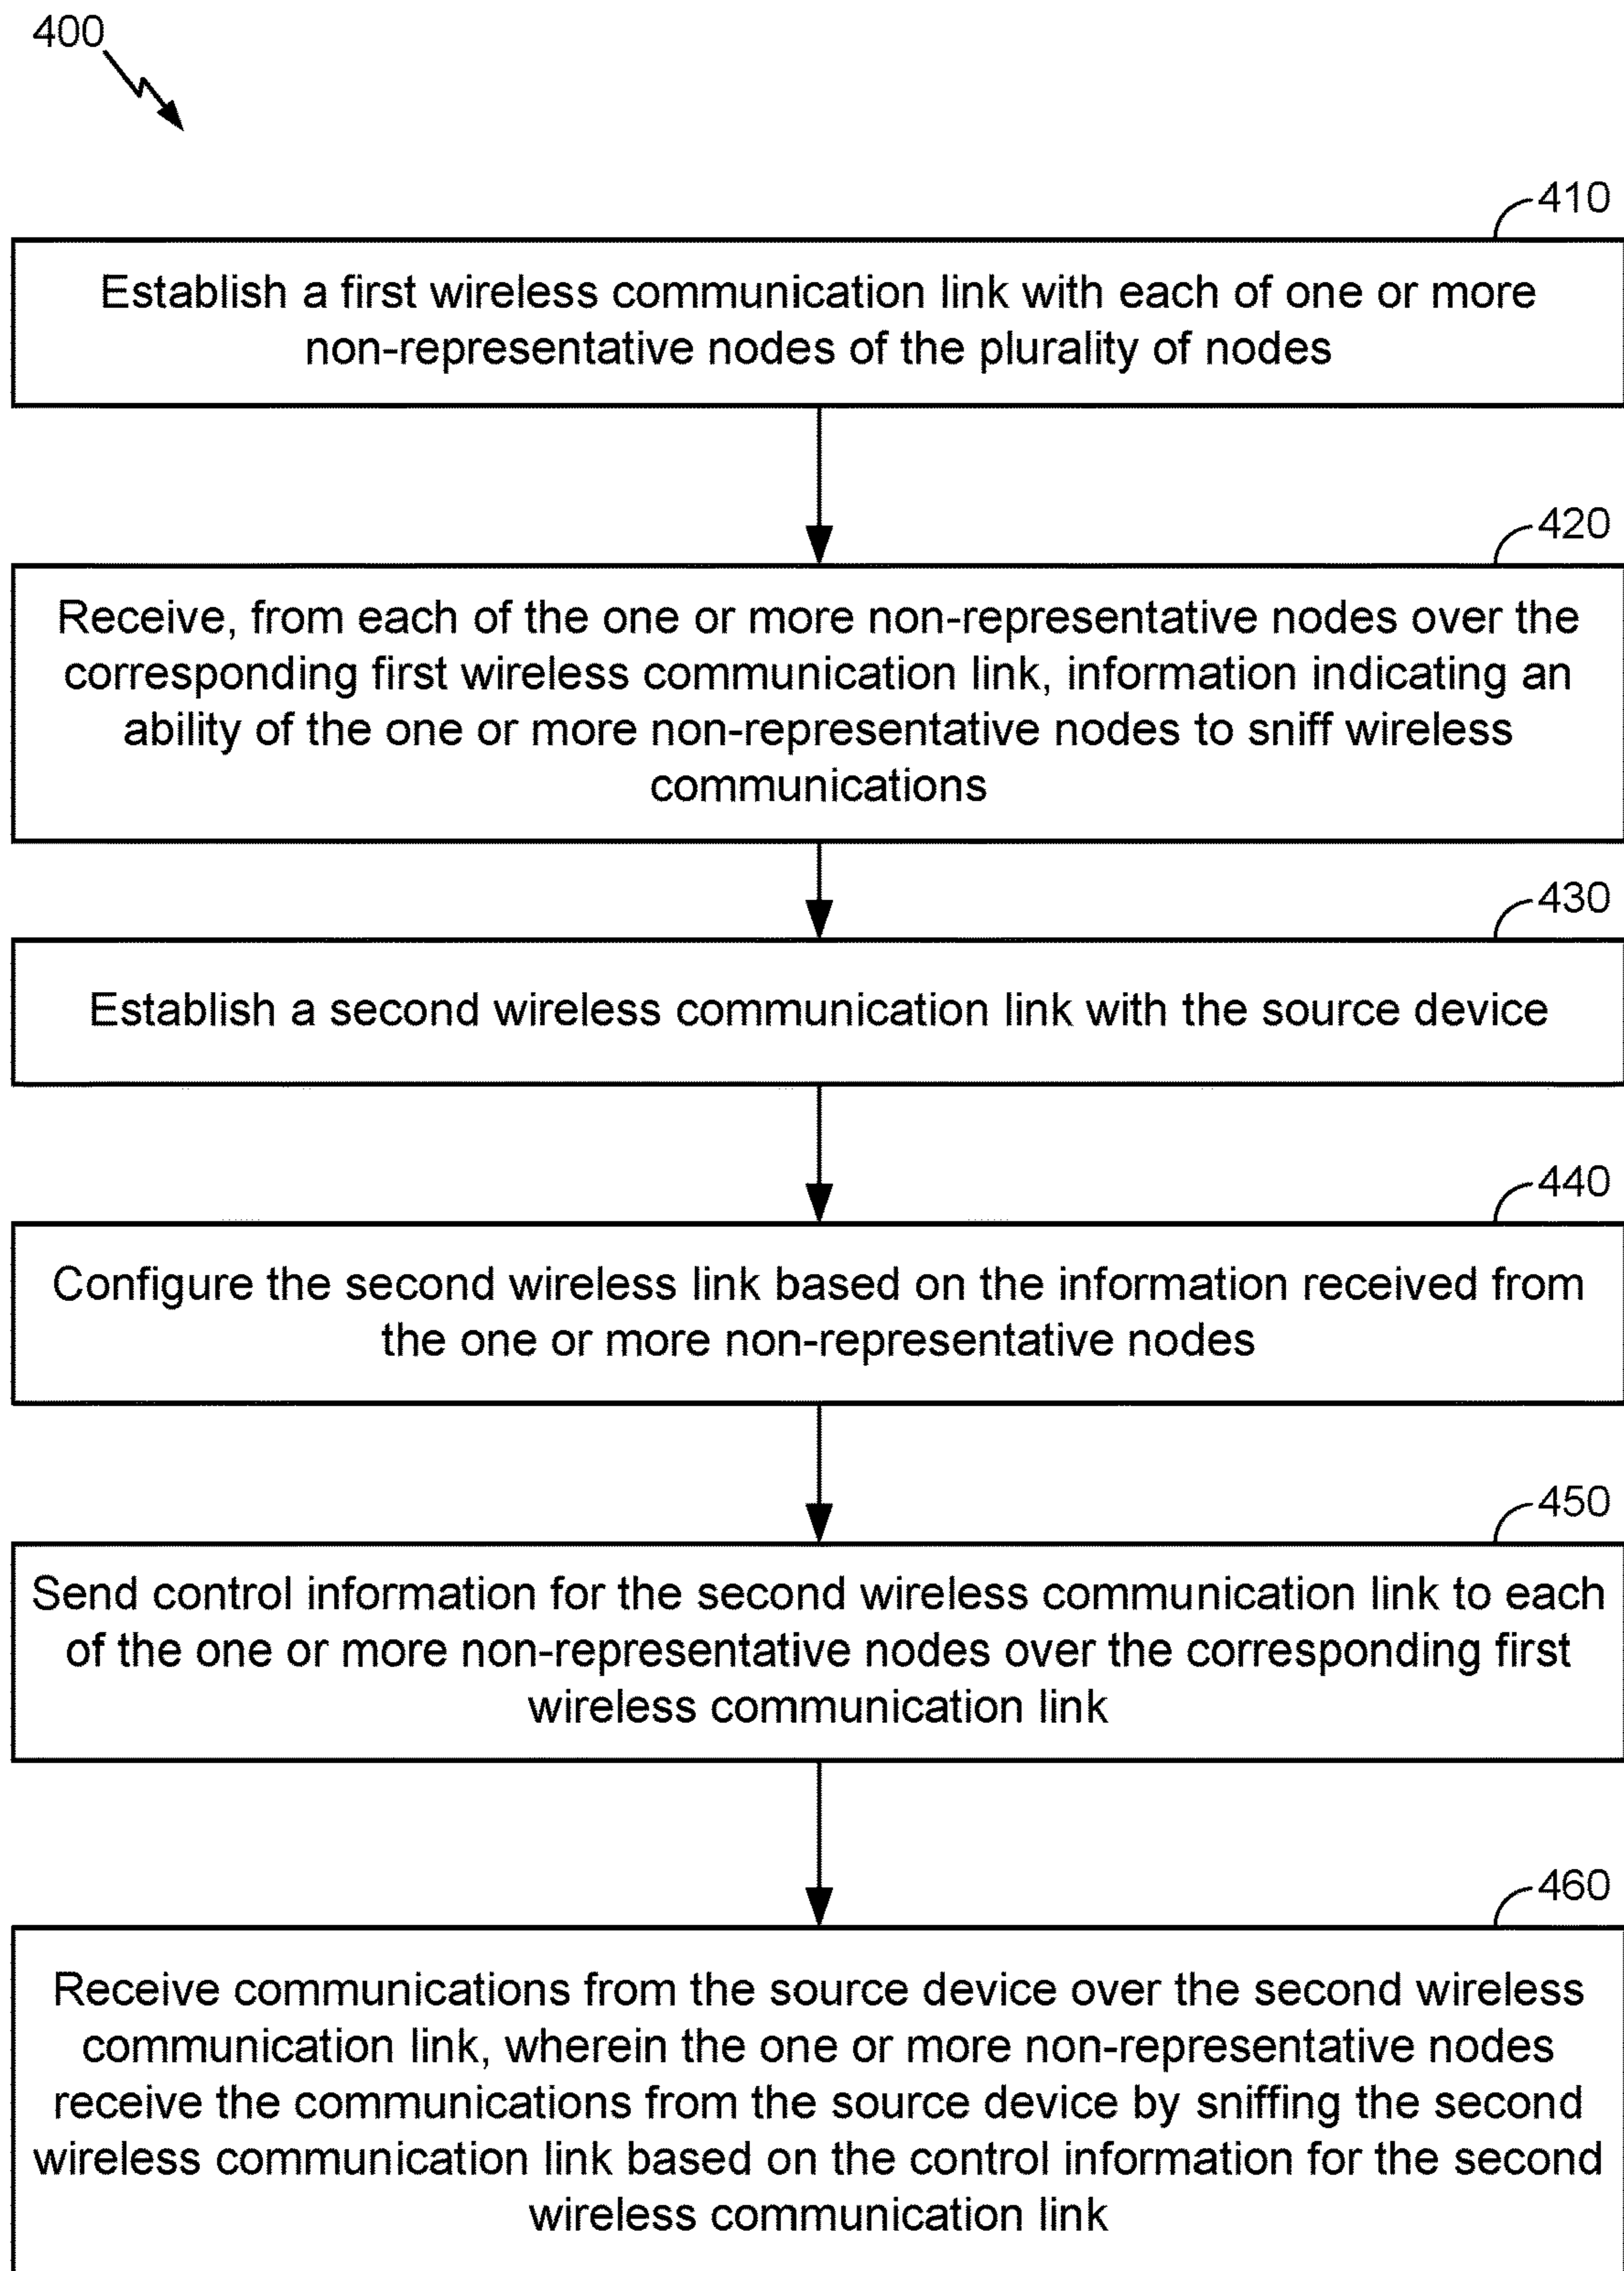 400
410
Establish a first wireless communication link with each of one or more
non-representative nodes of the plurality of nodes
420
Receive, from each of the one or more non-representative nodes over the
corresponding first wireless communication link, information indicating an
ability of the one or more non-representative nodes to sniff wireless
communications
430
Establish a second wireless communication link with the source device
440
Configure the second wireless link based on the information received from
the one or more non-representative nodes
450
Send control information for the second wireless communication link to each
of the one or more non-representative nodes over the corresponding first
wireless communication link
460
Receive communications from the source device over the second wireless
communication link, wherein the one or more non-representative nodes
receive the communications from the source device by sniffing the second
wireless communication link based on the control information for the second
wireless communication link